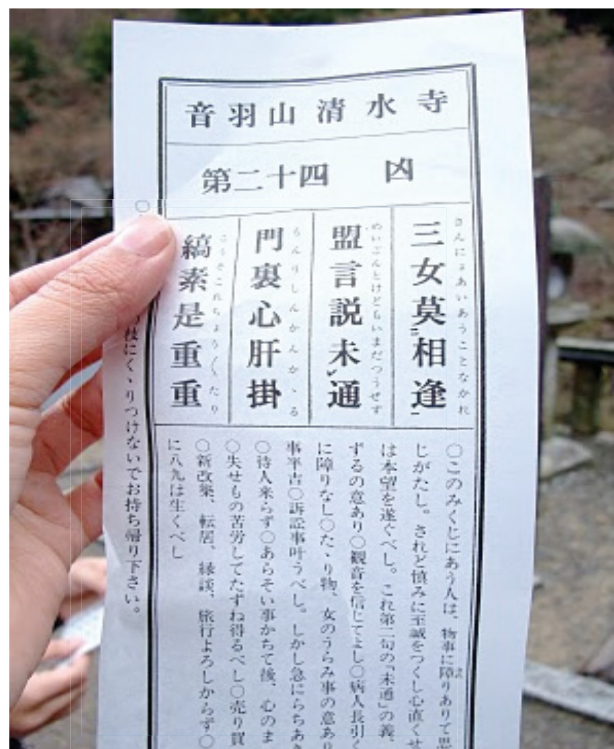 音羽山清水寺
第二十四　凶
三女莫相逢
さんにょあいあうことなかれ
盟言説未通
めいごんとけどもいまだつうせず
門裏心肝掛
もんりしんかんかゝる
縞素是重重
こうそこれちょう〱たり
○このみくじにあう人は、物事に障りありて思
じがたし。されど慎みに至誠をつくし心直くせ
は本望を遂ぐべし。これ第二句の「未通」の義、
ずるの意あり○観音を信じてよし○病人長引く
に障りなし○たゝり物、女のうらみ事の意あり
事半吉○訴訟事叶うべし。しかし急にらちあき
○待人来らず○あらそい事かちて後、心のま
○失せもの苦労してたずね得るべし○売り買
○新改築、転居、縁談、旅行よろしからず○
に八九は生くべし
枝にくゝりつけないでお持ち帰り下さい。